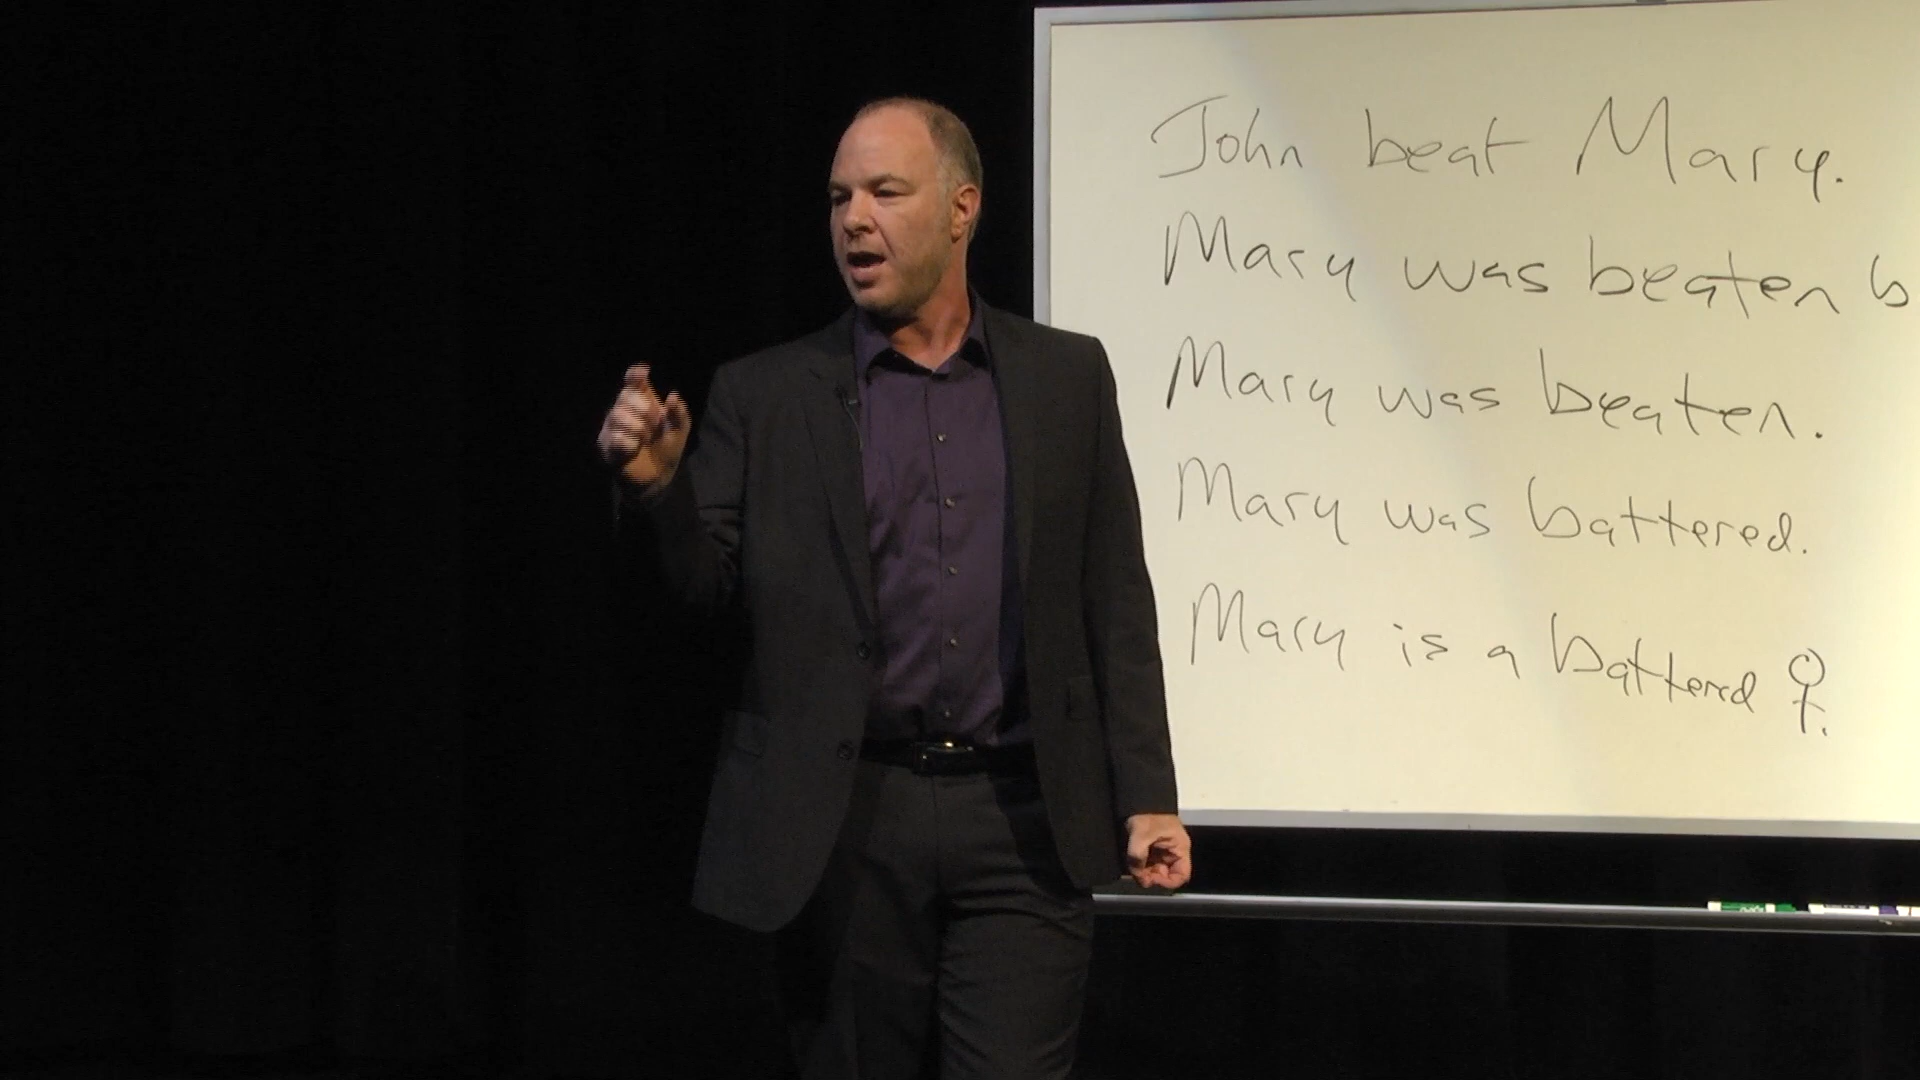 John beat Mary.
Mary was beaten b
Mary was beaten.
Mary was battered.
Mary is a battered ♀.